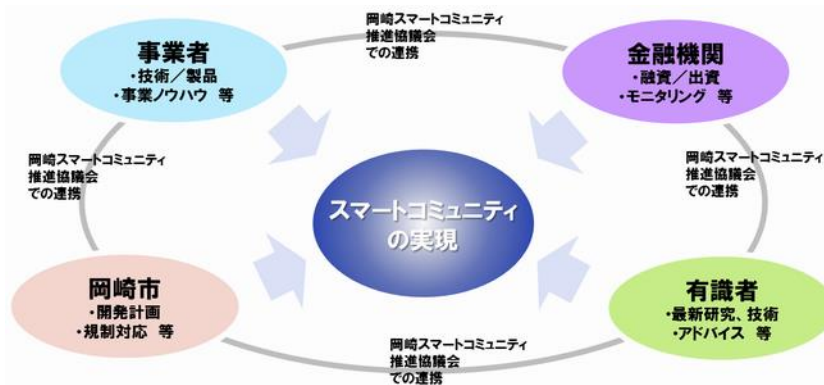 岡崎スマートコミュニティ
推進協議会
での連携
事業者
・技術／製品
・事業ノウハウ 等
金融機関
・融資／出資
・モニタリング 等
岡崎スマートコミュニティ
推進協議会
での連携
スマートコミュニティ
の実現
岡崎スマートコミュニティ
推進協議会
での連携
岡崎市
・開発計画
・規制対応 等
有識者
・最新研究、技術
・アドバイス 等
岡崎スマートコミュニティ
推進協議会
での連携